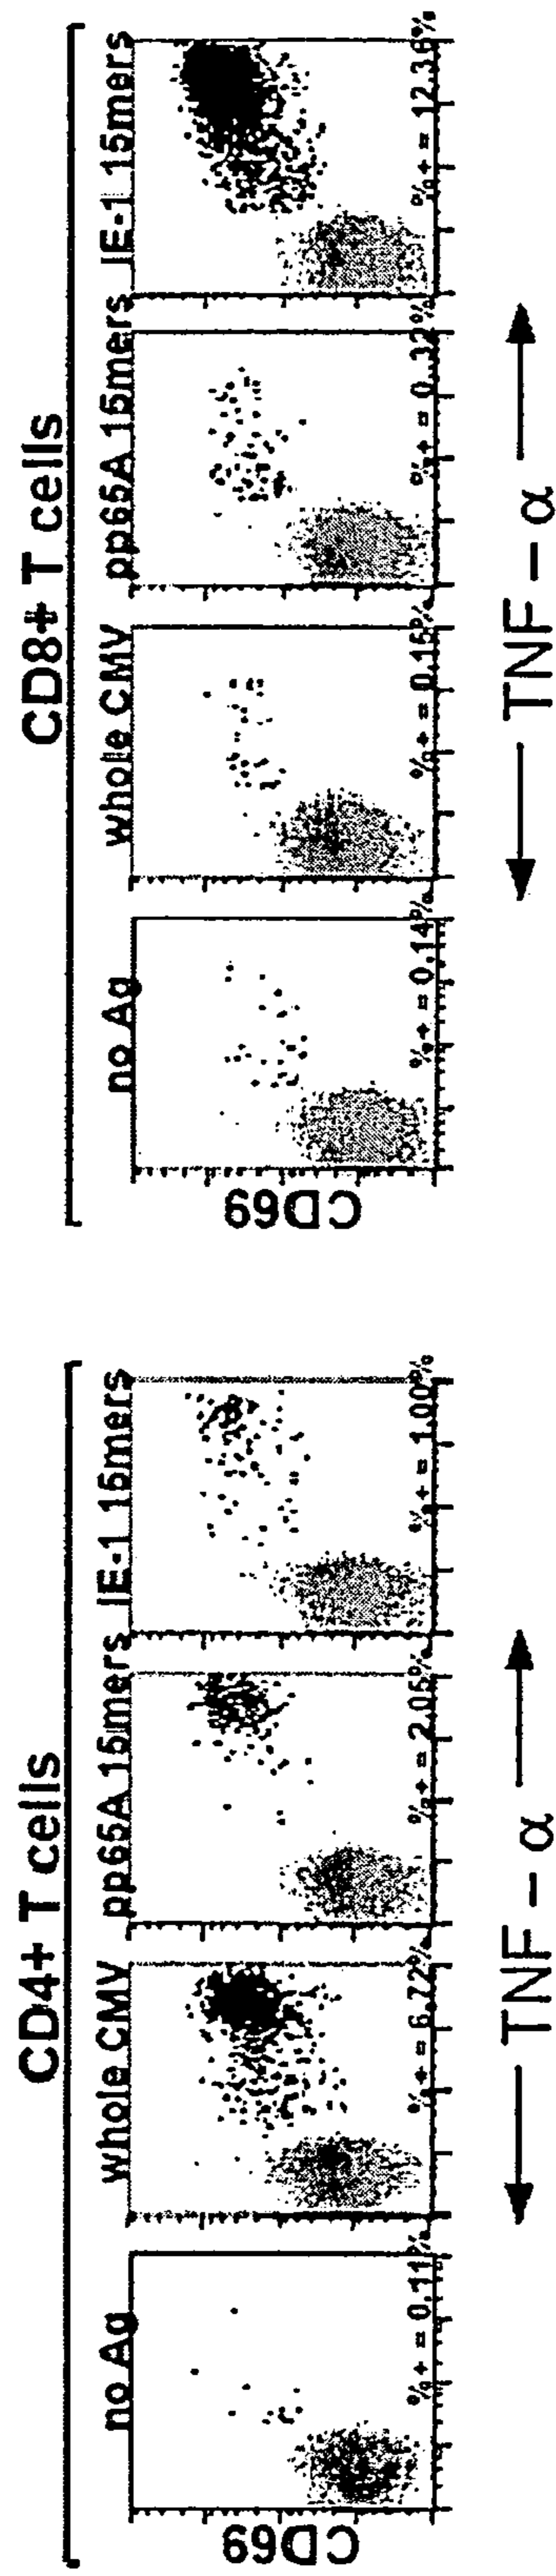 CD4+ T cells
no Ag
whole CMV
pp65A 15mers
IE-1 15mers
CD69
%+ = 0.11%
%+ = 6.72%
%+ = 2.05%
%+ = 1.00%
TNF - α
CD8+ T cells
no Ag
whole CMV
pp65A 15mers
IE-1 15mers
CD69
%+ = 0.14%
%+ = 0.15%
%+ = 0.32%
%+ = 12.36%
TNF - α